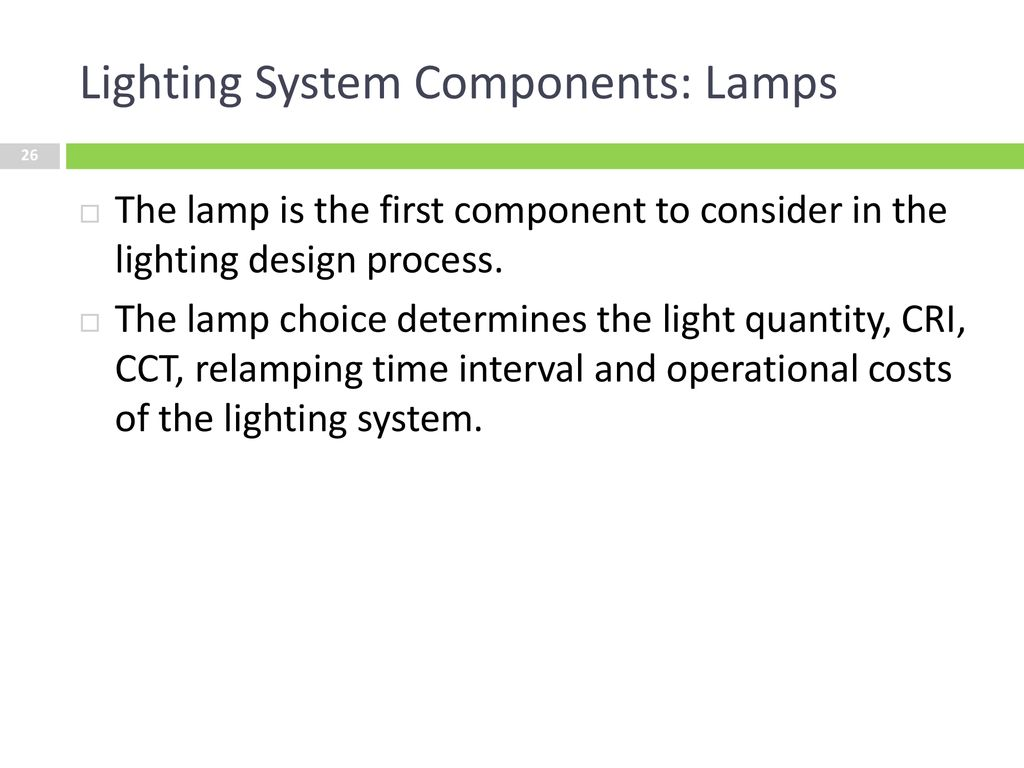 Lighting System Components: Lamps
26
The lamp is the first component to consider in the
lighting design process.
The lamp choice determines the light quantity, CRI,
CCT, relamping time interval and operational costs
of the lighting system.